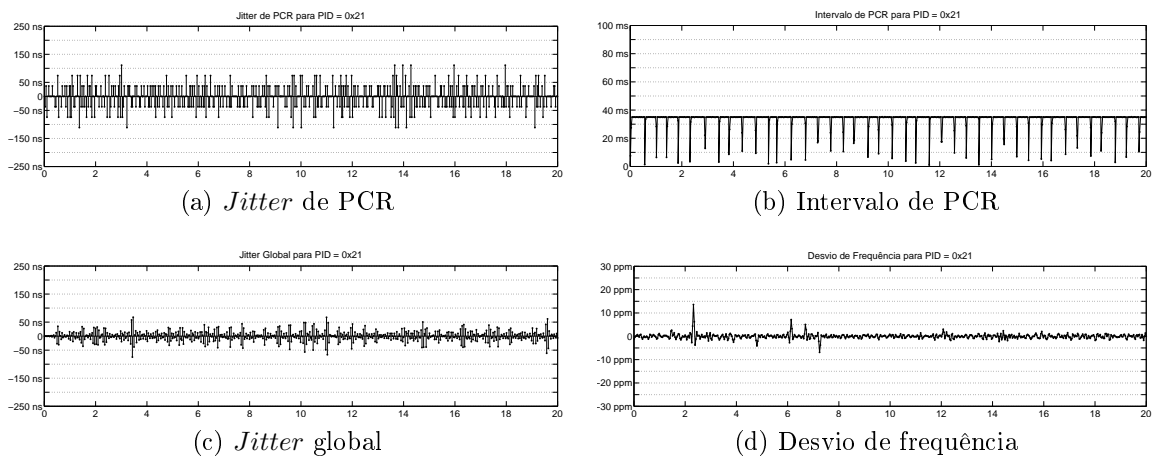 Jitter de PCR para PID = 0x21
250 ns
150 ns
50 ns
0
−50 ns
−150 ns
−250 ns
0 2 4 6 8 10 12 14 16 18 20
(a) Jitter de PCR
Intervalo de PCR para PID = 0x21
100 ms
80 ms
60 ms
40 ms
20 ms
0
0 2 4 6 8 10 12 14 16 18 20
(b) Intervalo de PCR
Jitter Global para PID = 0x21
250 ns
150 ns
50 ns
0
−50 ns
−150 ns
−250 ns
0 2 4 6 8 10 12 14 16 18 20
(c) Jitter global
Desvio de Frequência para PID = 0x21
30 ppm
20 ppm
10 ppm
0
-10 ppm
-20 ppm
-30 ppm
0 2 4 6 8 10 12 14 16 18 20
(d) Desvio de frequência